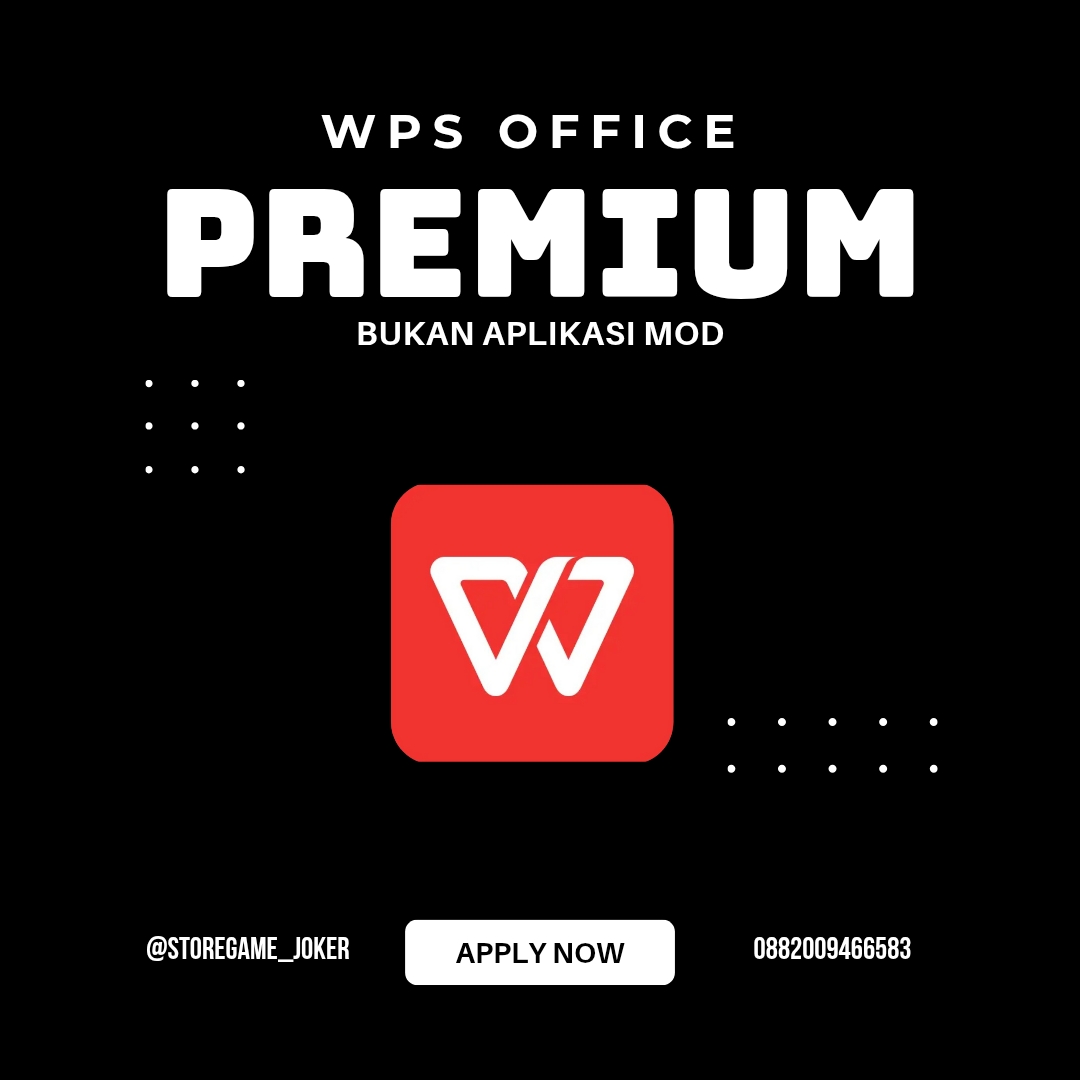 WPS OFFICE
PREMIUM
BUKAN APLIKASI MOD
@STOREGAME_JOKER
APPLY NOW
0882009466583